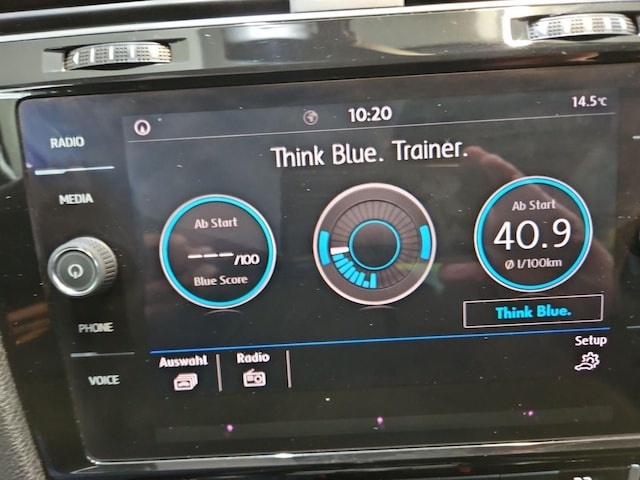 RADIO
MEDIA
PHONE
VOICE
10:20
14.5°C
Think Blue. Trainer.
Ab Start
---/100
Blue Score
Ab Start
40.9
Ø l/100km
Think Blue.
Auswahl
Radio
Setup